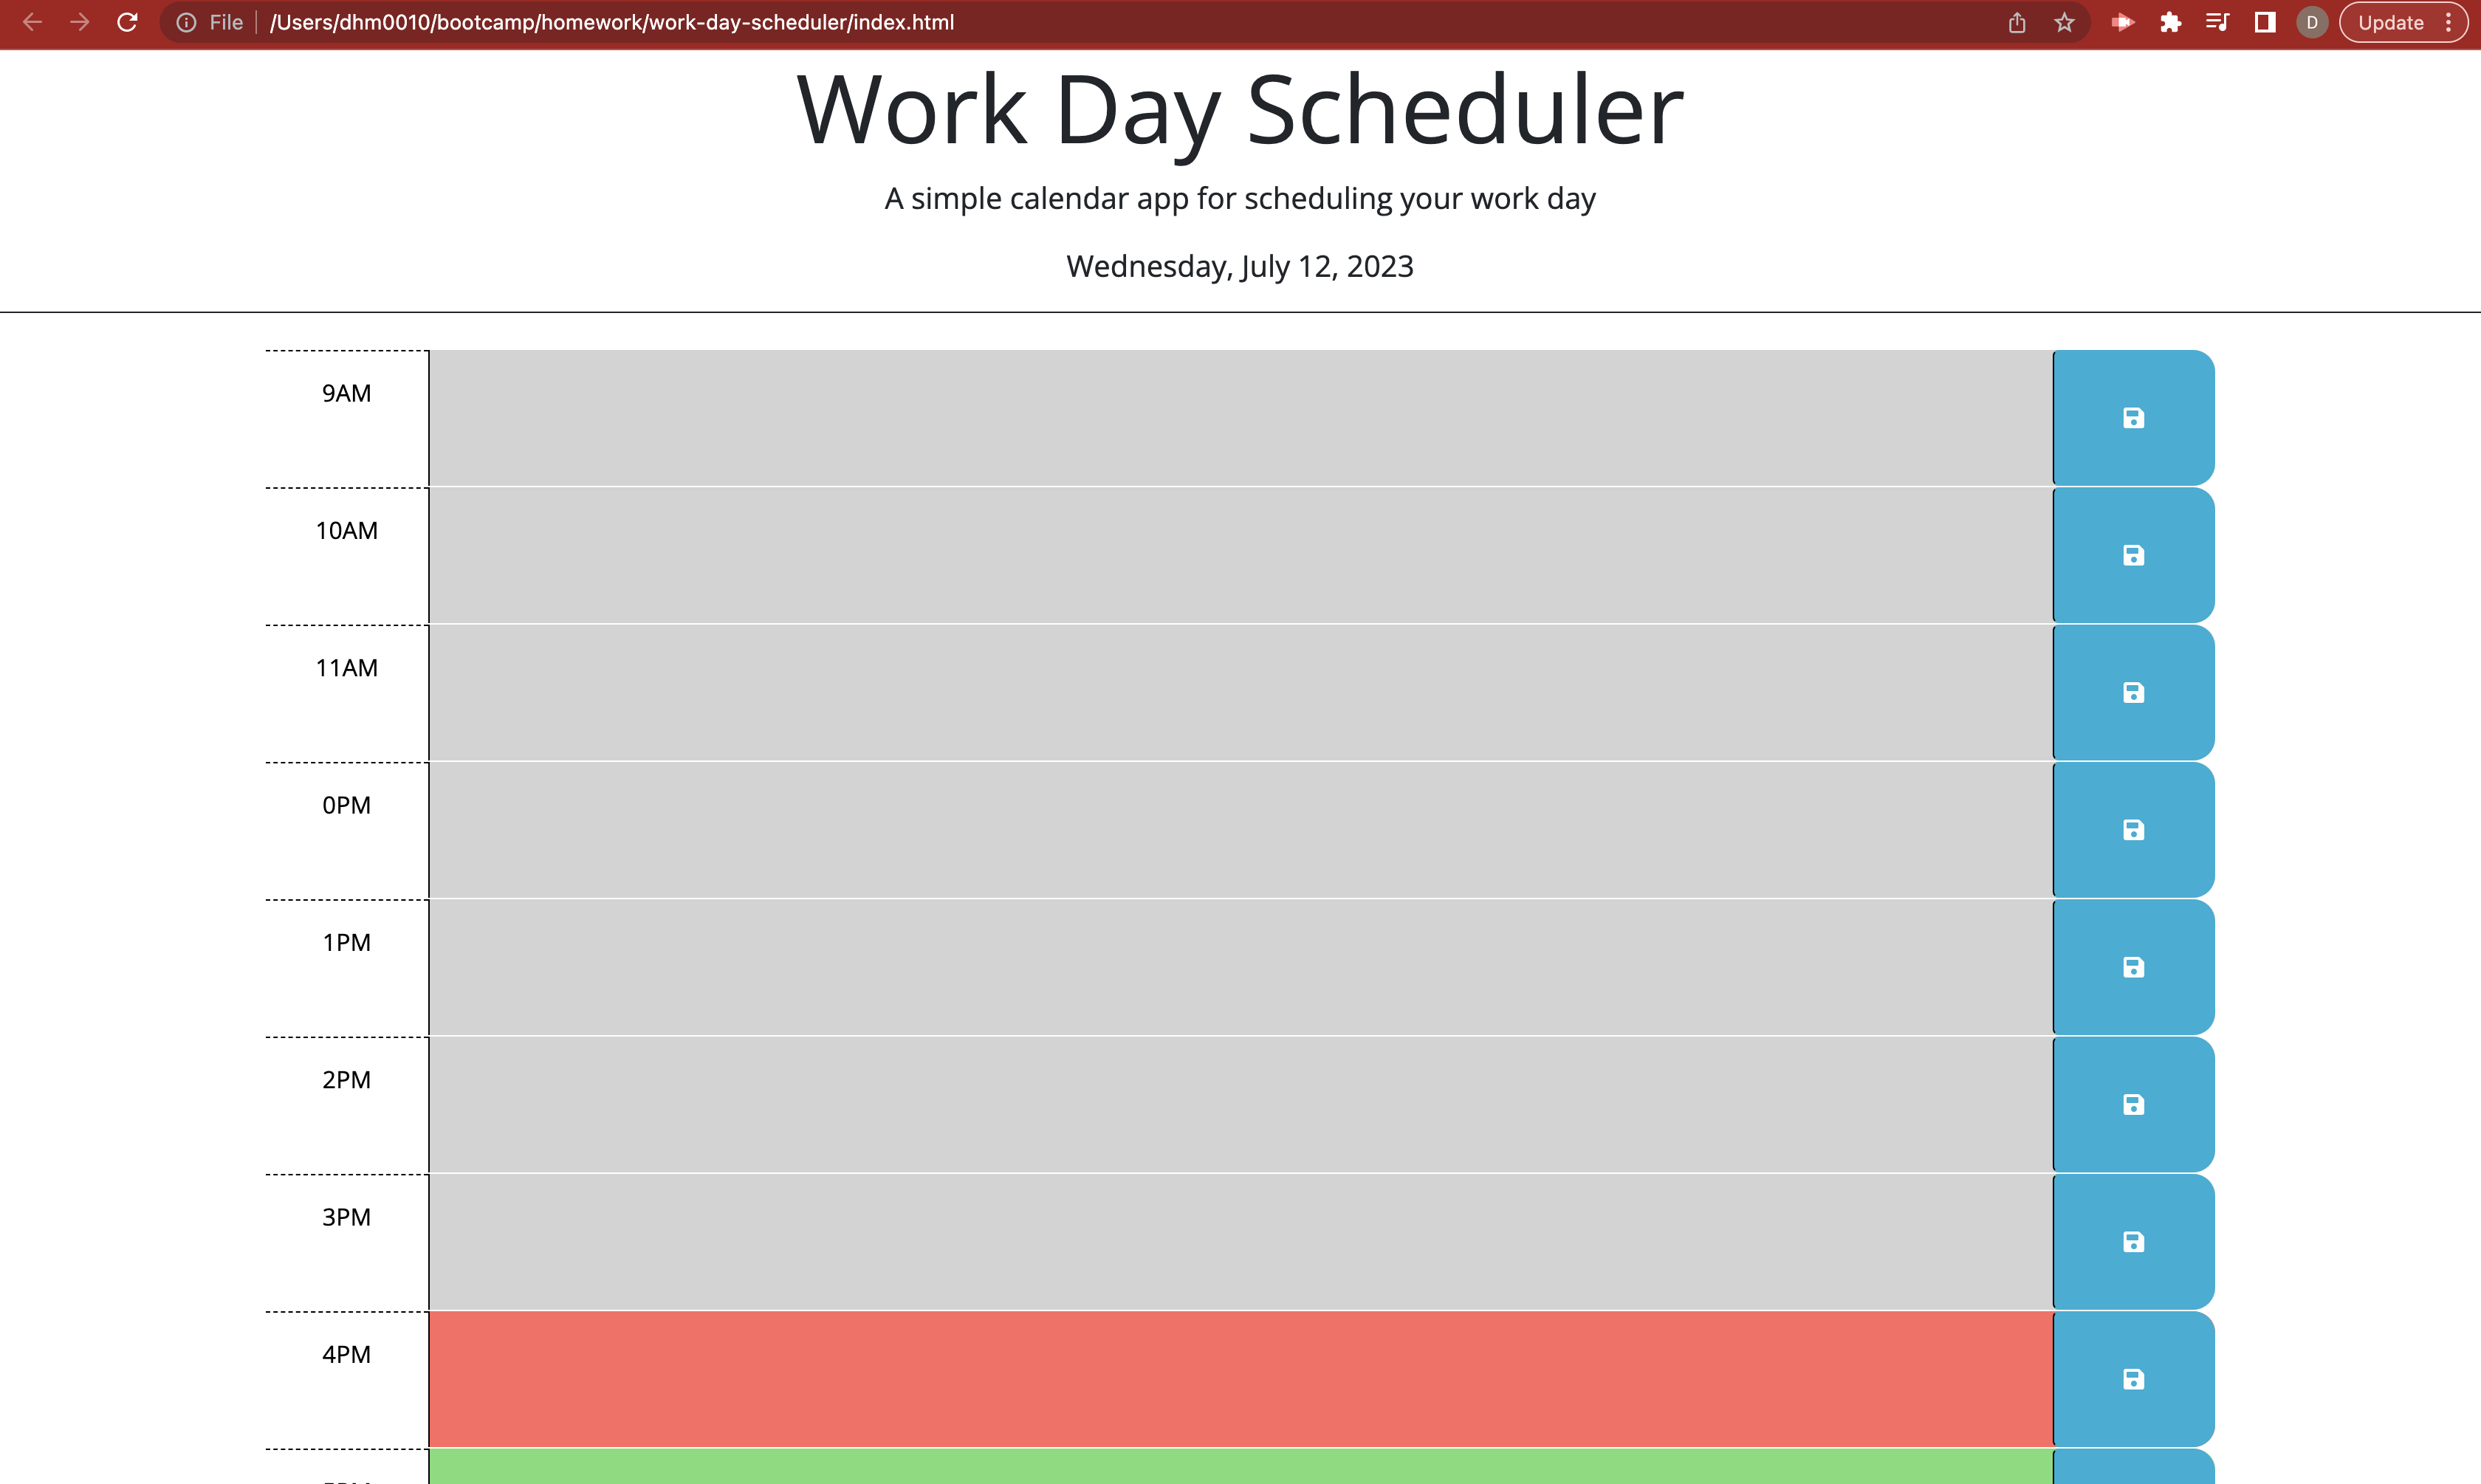 File /Users/dhm0010/bootcamp/homework/work-day-scheduler/index.html D Update
Work Day Scheduler
A simple calendar app for scheduling your work day
Wednesday, July 12, 2023
9AM
10AM
11AM
0PM
1PM
2PM
3PM
4PM